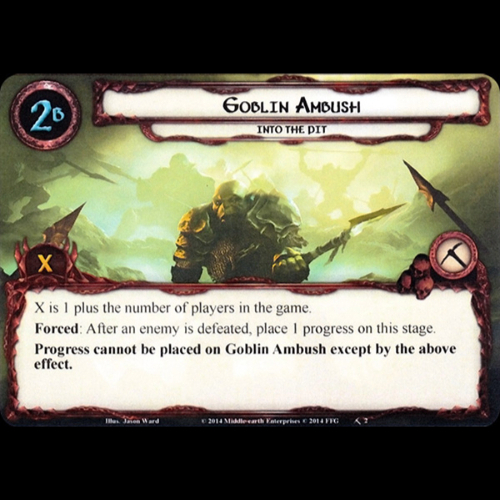 2B
Goblin Ambush
Into the Pit
X
X is 1 plus the number of players in the game.
Forced: After an enemy is defeated, place 1 progress on this stage.
Progress cannot be placed on Goblin Ambush except by the above
effect.
Illus. Jason Ward © 2014 Middle-earth Enterprises © 2014 FFG 2